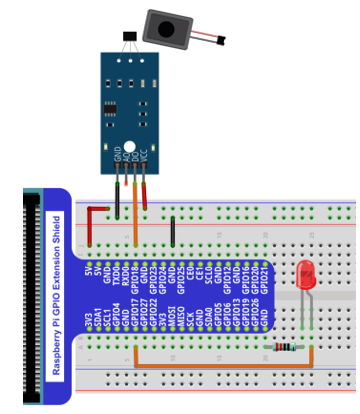 GND
AO
DO
VCC
Raspberry Pi GPIO Extension Shield
5V
5V
GND
TXD0
RXD0
GPIO18
GND
GPIO23
GPIO24
GND
GPIO25
CE0
CE1
SCL0
GND
GPIO12
GND
GPIO16
GPIO20
GPIO21
3V3
SDA1
SCL1
GPIO4
GND
GPIO17
GPIO27
GPIO22
3V3
MOSI
MISO
SCK
GND
SDA0
GPIO5
GPIO6
GPIO13
GPIO19
GPIO26
GND